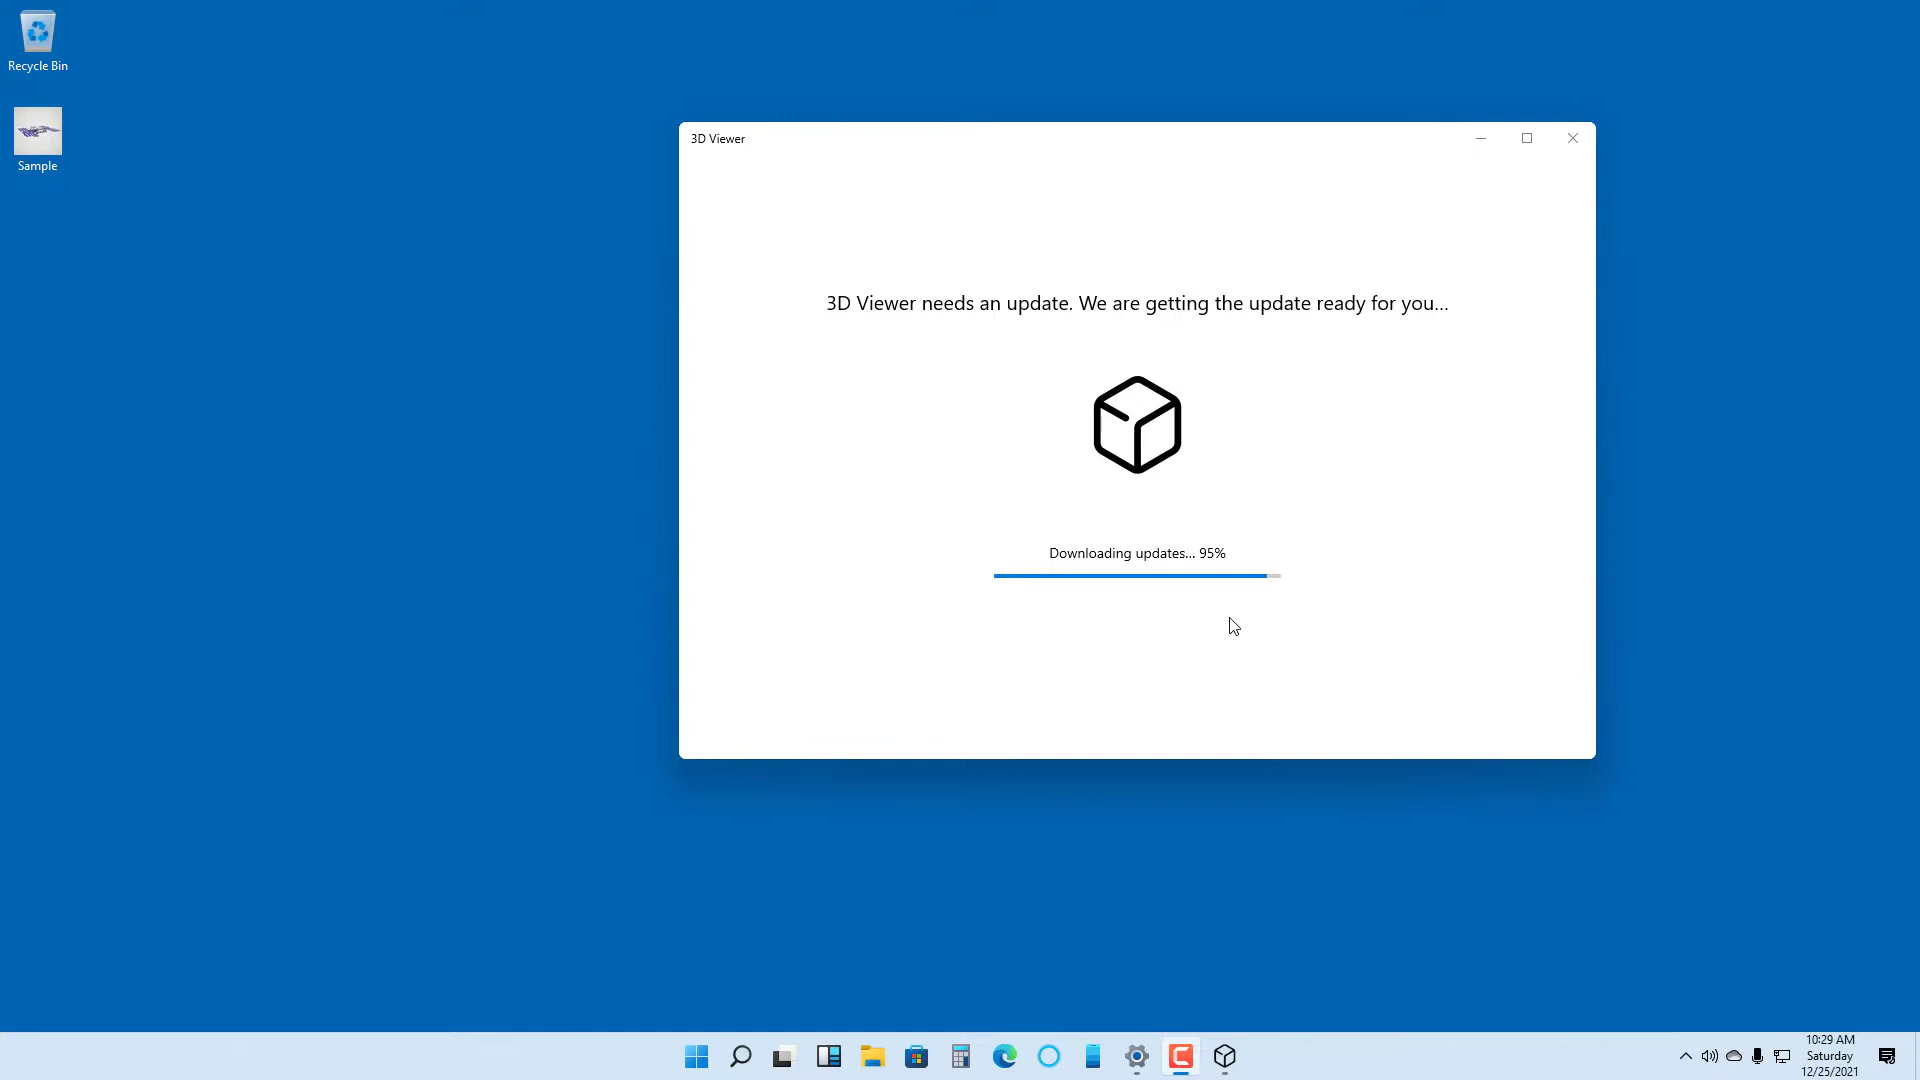 Recycle Bin
Sample
3D Viewer
3D Viewer needs an update. We are getting the update ready for you...
Downloading updates... 95%
10:29 AM
Saturday
12/25/2021